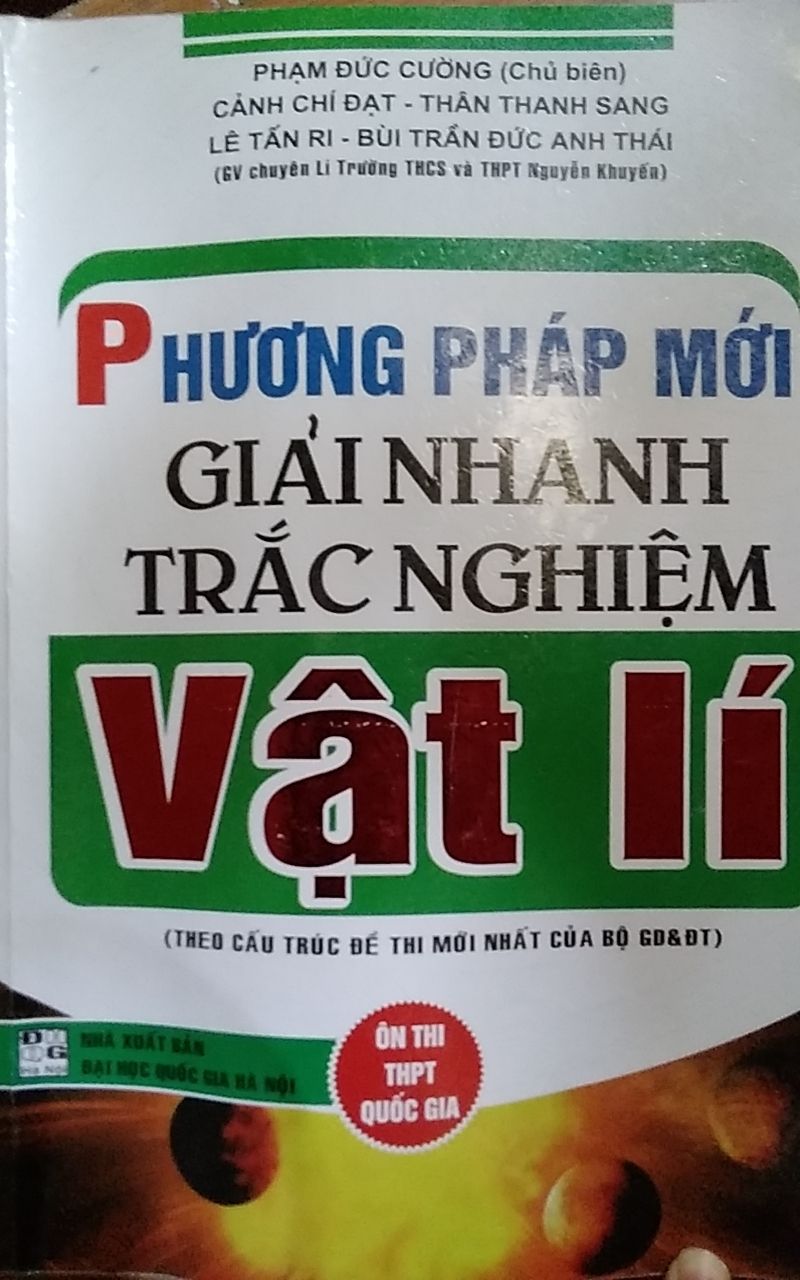 PHẠM ĐỨC CƯỜNG (Chủ biên)
CẢNH CHÍ ĐẠT - THÂN THANH SANG
LÊ TẤN RI - BÙI TRẦN ĐỨC ANH THÁI
(GV chuyên Lí Trường THCS và THPT Nguyễn Khuyến)
PHƯƠNG PHÁP MỚI
GIẢI NHANH
TRẮC NGHIỆM
Vật lí
(THEO CẤU TRÚC ĐỀ THI MỚI NHẤT CỦA BỘ GD&ĐT)
NHÀ XUẤT BẢN
ĐẠI HỌC QUỐC GIA HÀ NỘI
Hà Nội
ÔN THI
THPT
QUỐC GIA